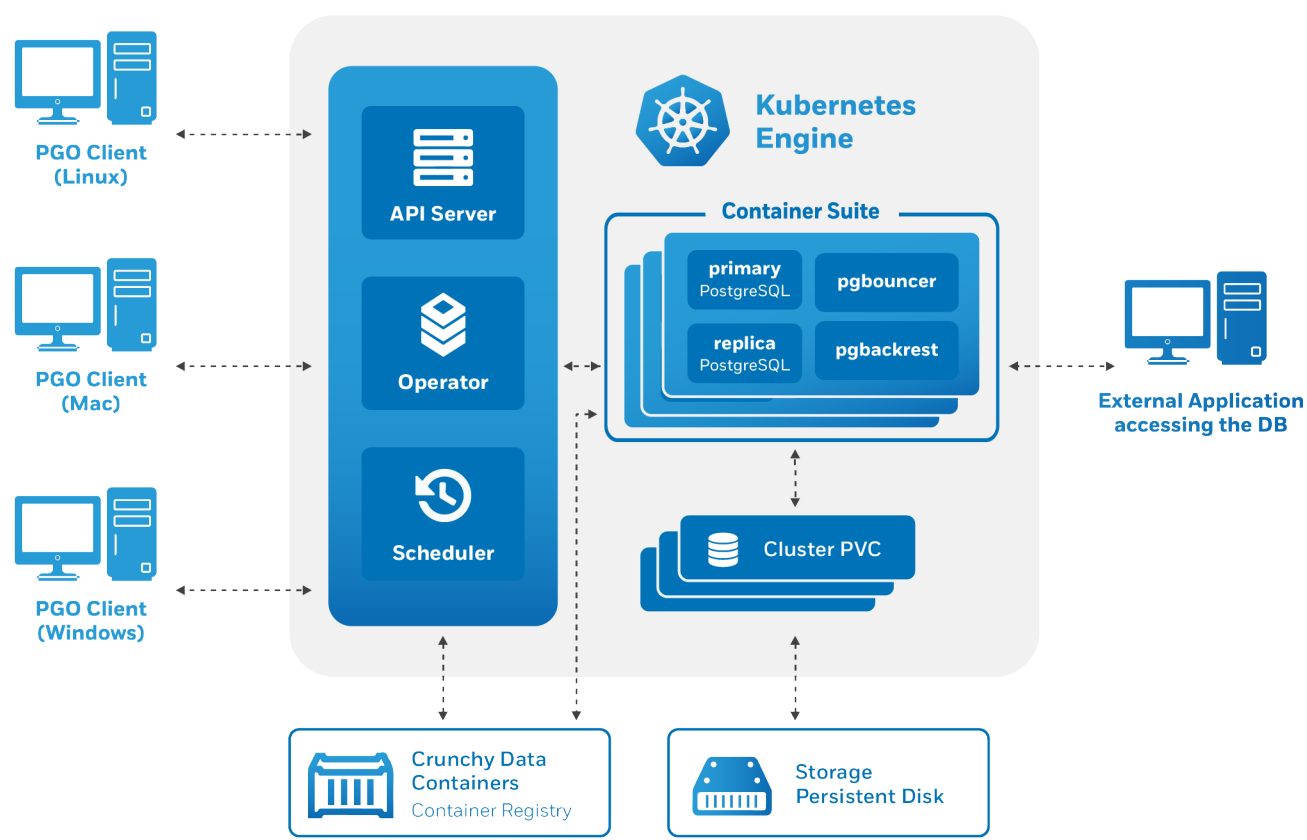 PGO Client
(Linux)
PGO Client
(Mac)
PGO Client
(Windows)
API Server
Operator
Scheduler
Kubernetes
Engine
Container Suite
primary
PostgreSQL
pgbouncer
replica
PostgreSQL
pgbackrest
Cluster PVC
External Application
accessing the DB
Crunchy Data
Containers
Container Registry
Storage
Persistent Disk